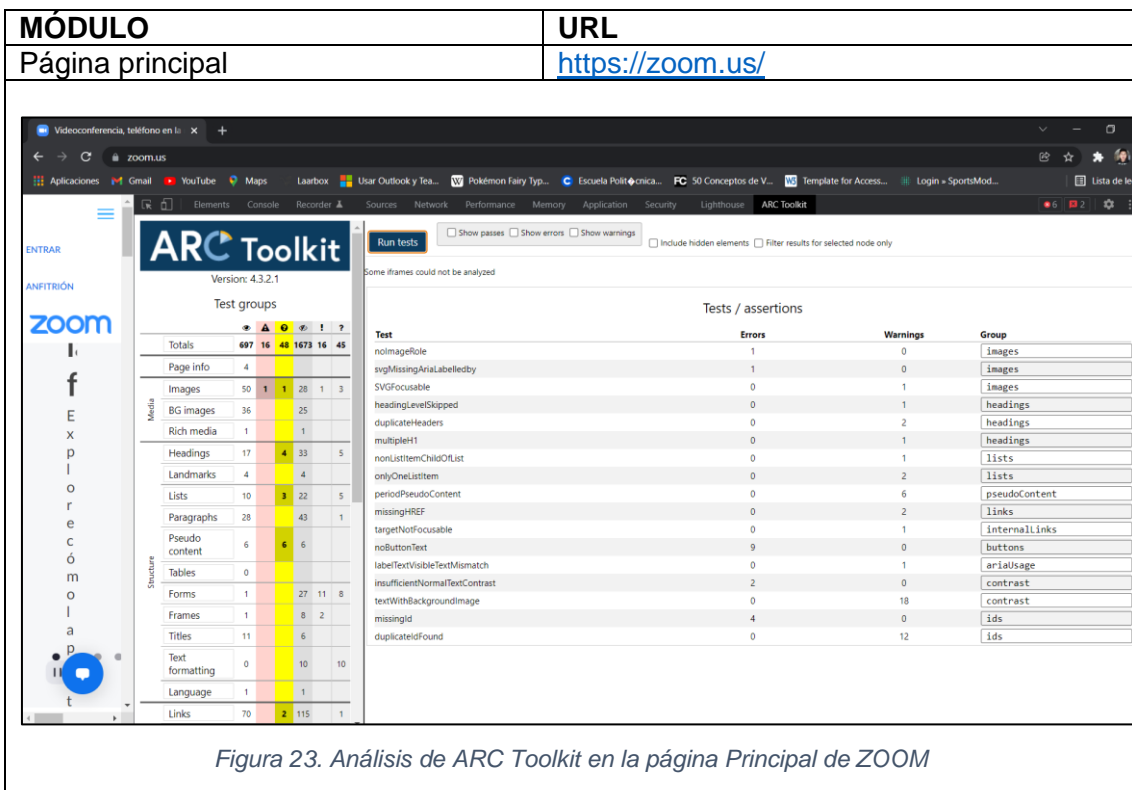 MÓDULO URL
Página principal https://zoom.us/
Videoconferencia, teléfono en la
zoom.us
Aplicaciones Gmail YouTube Maps Laarbox Usar Outlook y Tea... Pokémon Fairy Typ... Escuela Polit�cnica... FC 50 Conceptos de V... Template for Access... Login » SportsMod... Lista de le
Elements Console Recorder Sources Network Performance Memory Application Security Lighthouse ARC Toolkit 6 2
ENTRAR
ANFITRIÓN
zoom
f
E
x
p
l
o
r
e
c
ó
m
o
l
a
p
t
ARC Toolkit
Version: 4.3.2.1
Test groups
! ?
Totals 697 16 48 1673 16 45
Page info 4
Media
Images 50 1 1 28 1 3
BG images 36 25
Rich media 1 1
Structure
Headings 17 4 33 5
Landmarks 4 4
Lists 10 3 22 5
Paragraphs 28 43 1
Pseudo content 6 6 6
Tables 0
Forms 1 27 11 8
Frames 1 8 2
Titles 11 6
Text formatting 0 10 10
Language 1 1
Links 70 2 115 1
Run tests Show passes Show errors Show warnings Include hidden elements Filter results for selected node only
Some iframes could not be analyzed
Tests / assertions
Test Errors Warnings Group
noImageRole 1 0 images
svgMissingAriaLabelledby 1 0 images
SVGFocusable 0 1 images
headingLevelSkipped 0 1 headings
duplicateHeaders 0 2 headings
multipleH1 0 1 headings
nonListItemChildOfList 0 1 lists
onlyOneListItem 0 2 lists
periodPseudoContent 0 6 pseudoContent
missingHREF 0 2 links
targetNotFocusable 0 1 internalLinks
noButtonText 9 0 buttons
labelTextVisibleTextMismatch 0 1 ariaUsage
insufficientNormalTextContrast 2 0 contrast
textWithBackgroundImage 0 18 contrast
missingId 4 0 ids
duplicateIdFound 0 12 ids
Figura 23. Análisis de ARC Toolkit en la página Principal de ZOOM